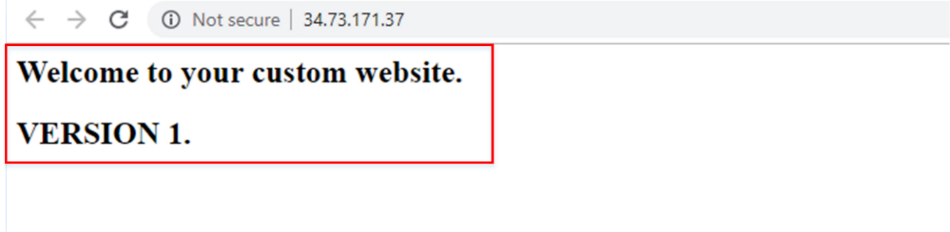 Not secure | 34.73.171.37
Welcome to your custom website.
VERSION 1.